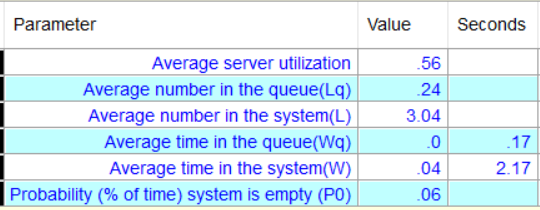 Parameter Value Seconds
Average server utilization .56
Average number in the queue(Lq) .24
Average number in the system(L) 3.04
Average time in the queue(Wq) .0 .17
Average time in the system(W) .04 2.17
Probability (% of time) system is empty (P0) .06